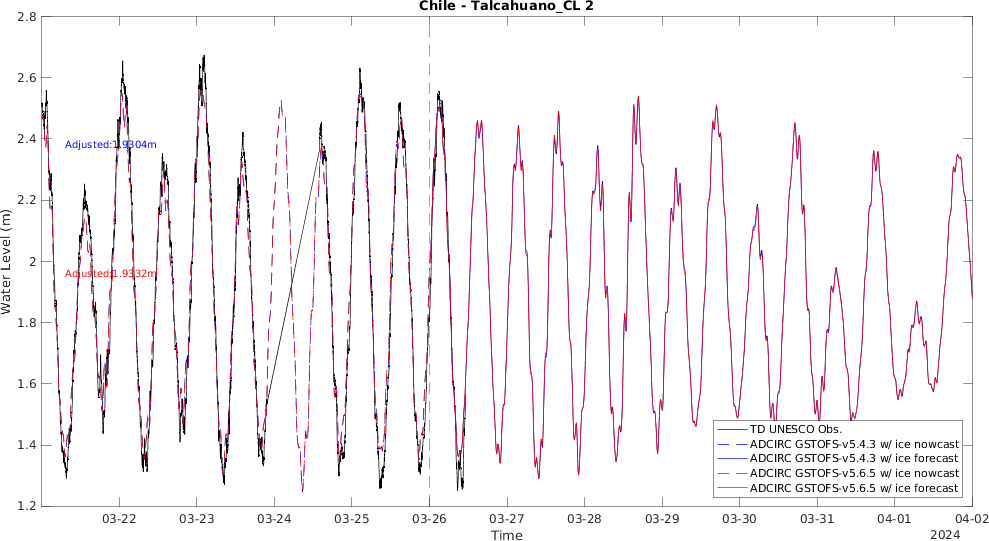 Chile - Talcahuano_CL 2
2.8
2.6
2.4
2.2
2
1.8
1.6
1.4
1.2
Water Level (m)
Adjusted:1.9304m
Adjusted:1.9332m
TD UNESCO Obs.
ADCIRC GSTOFS-v5.4.3 w/ ice nowcast
ADCIRC GSTOFS-v5.4.3 w/ ice forecast
ADCIRC GSTOFS-v5.6.5 w/ ice nowcast
ADCIRC GSTOFS-v5.6.5 w/ ice forecast
03-22 03-23 03-24 03-25 03-26 03-27 03-28 03-29 03-30 03-31 04-01 04-02
Time
2024